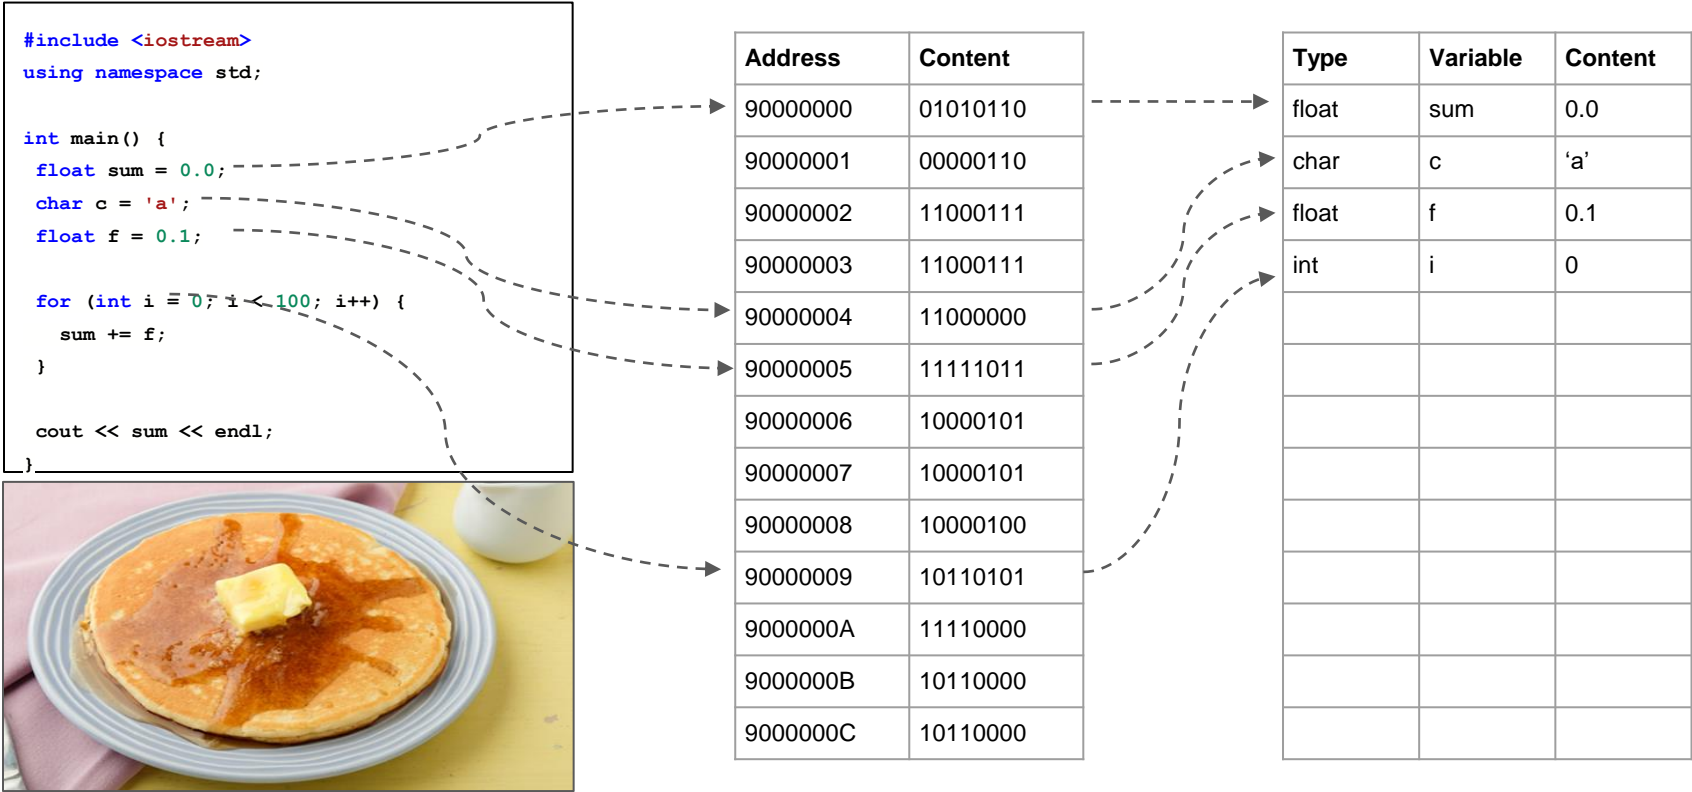 #include <iostream>
using namespace std;
int main() {
float sum = 0.0;
char c = 'a';
float f = 0.1;
for (int i = 0; i < 100; i++) {
sum += f;
}
cout << sum << endl;
}
Address Content
90000000 01010110
90000001 00000110
90000002 11000111
90000003 11000111
90000004 11000000
90000005 11111011
90000006 10000101
90000007 10000101
90000008 10000100
90000009 10110101
9000000A 11110000
9000000B 10110000
9000000C 10110000
Type Variable Content
float sum 0.0
char c ‘a’
float f 0.1
int i 0